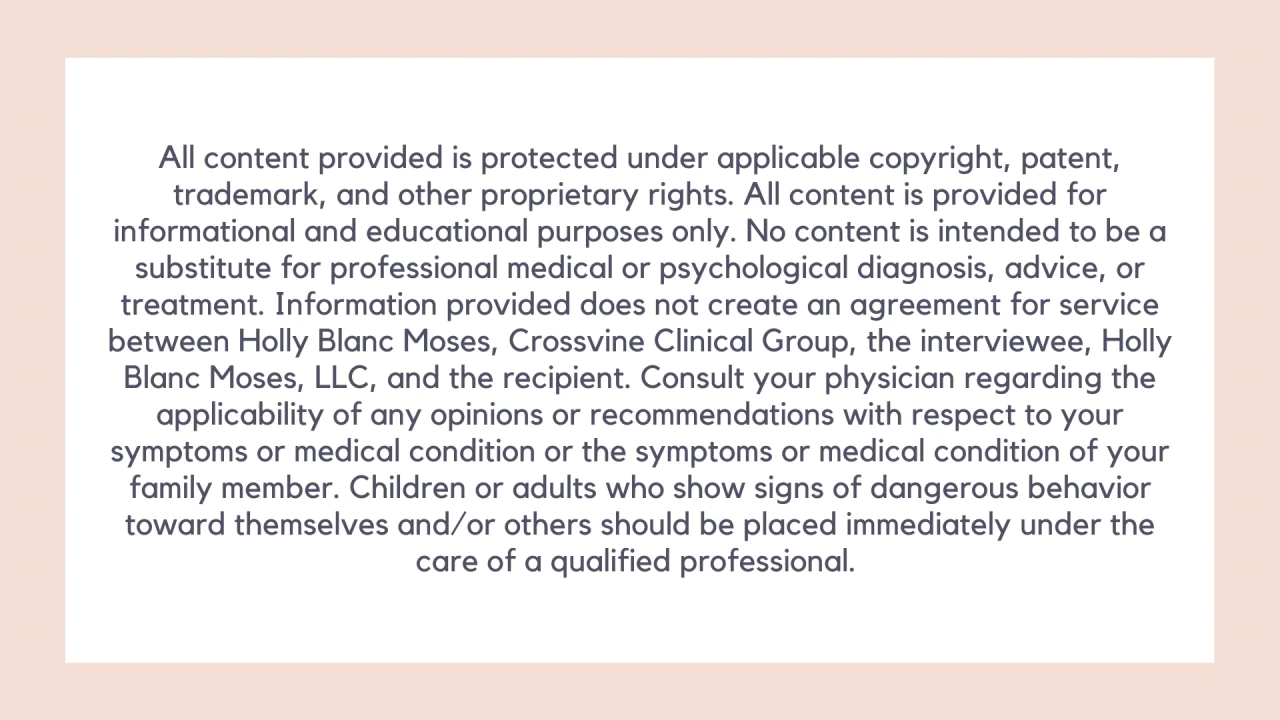 All content provided is protected under applicable copyright, patent,
trademark, and other proprietary rights. All content is provided for
informational and educational purposes only. No content is intended to be a
substitute for professional medical or psychological diagnosis, advice, or
treatment. Information provided does not create an agreement for service
between Holly Blanc Moses, Crossvine Clinical Group, the interviewee, Holly
Blanc Moses, LLC, and the recipient. Consult your physician regarding the
applicability of any opinions or recommendations with respect to your
symptoms or medical condition or the symptoms or medical condition of your
family member. Children or adults who show signs of dangerous behavior
toward themselves and/or others should be placed immediately under the
care of a qualified professional.